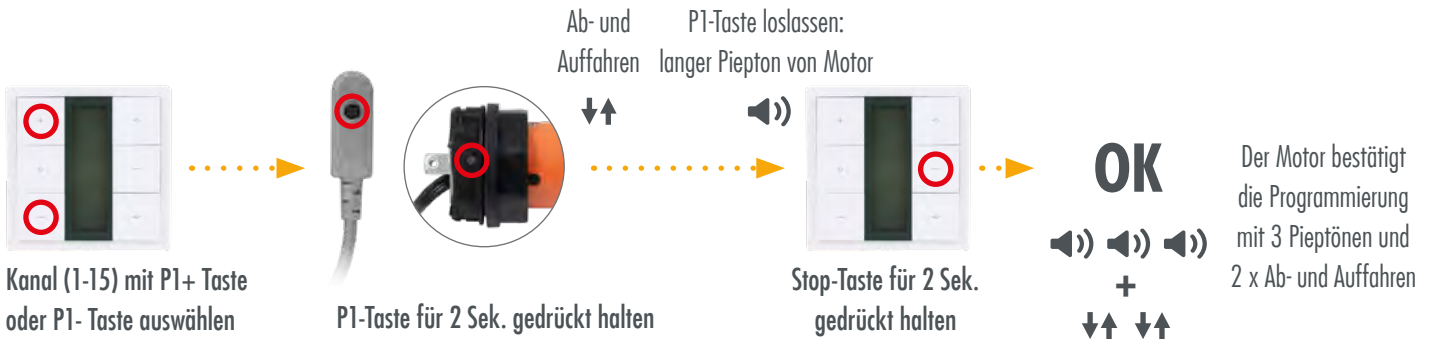 Ab- und
Auffahren
P1-Taste loslassen:
langer Piepton von Motor
Kanal (1-15) mit P1+ Taste
oder P1- Taste auswählen
P1-Taste für 2 Sek. gedrückt halten
Stop-Taste für 2 Sek.
gedrückt halten
OK
+
Der Motor bestätigt
die Programmierung
mit 3 Pieptönen und
2 x Ab- und Auffahren